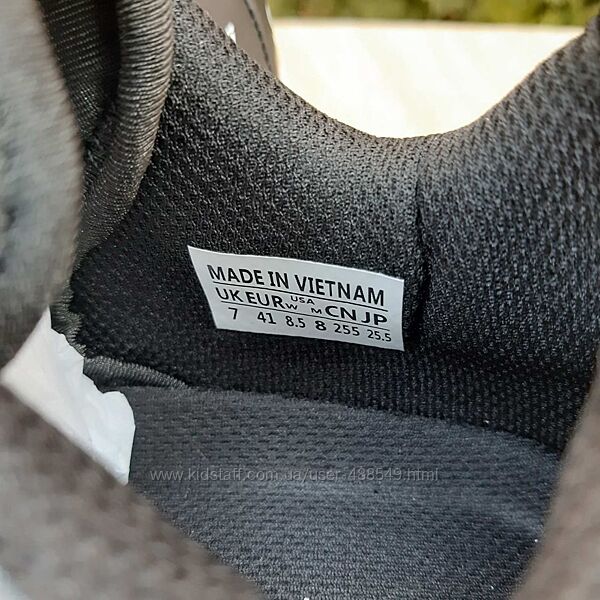 MADE IN VIETNAM
UK EUR W USA M CN JP
7 41 8.5 8 255 25.5
www.kidstaff.com.ua/user-438549.html